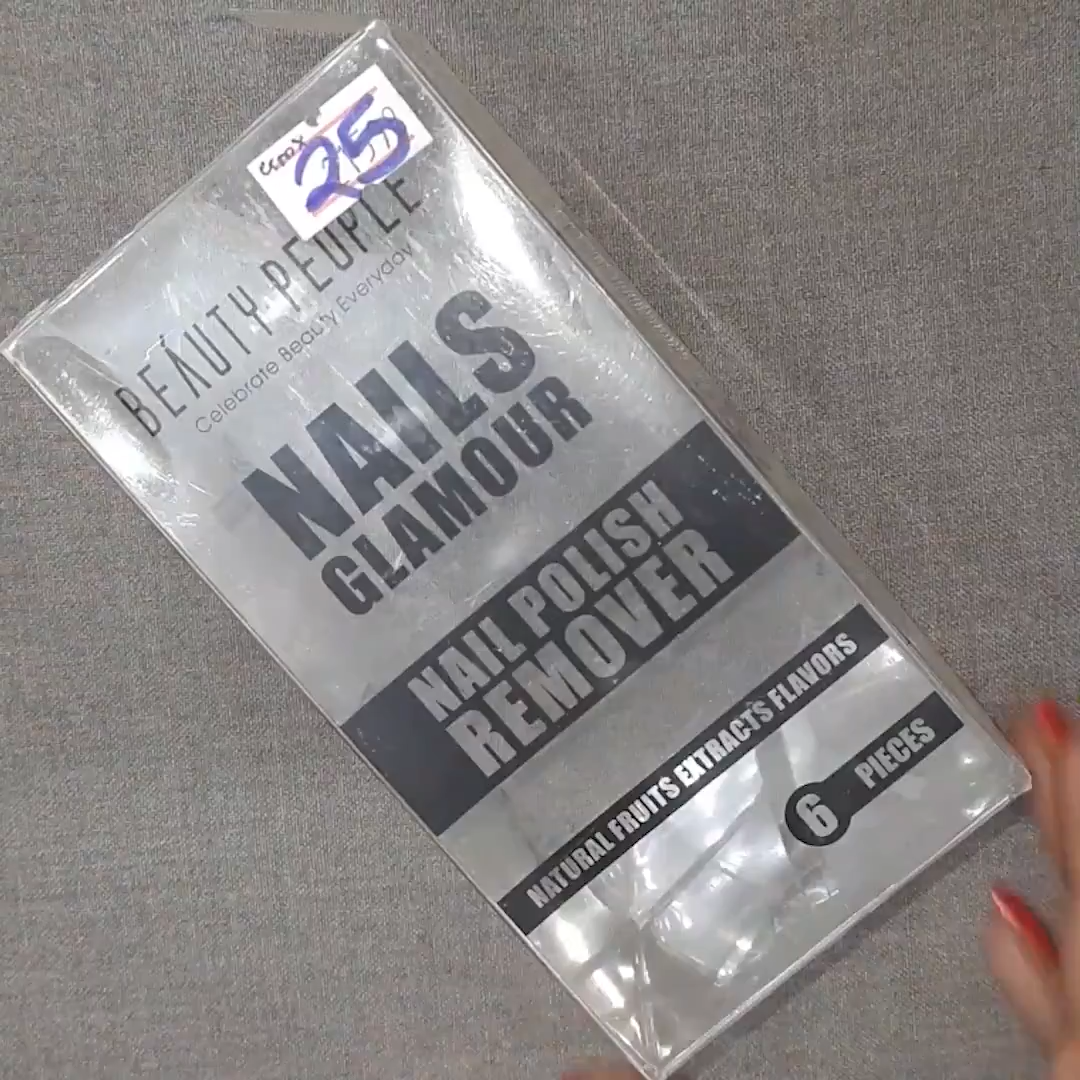 25
BEAUTY PEOPLE
Celebrate Beauty Everyday
NAILS
GLAMOUR
NAIL POLISH
REMOVER
NATURAL FRUITS EXTRACTS FLAVORS
6 PIECES